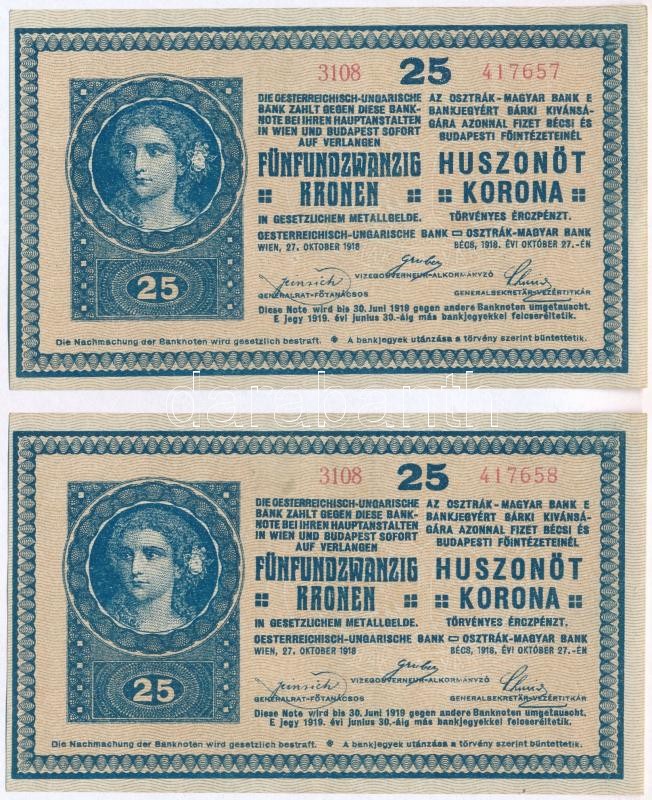 3108 25 417657
DIE OESTERREICHISCH-UNGARISCHE
BANK ZAHLT GEGEN DIESE BANK-
NOTE BEI IHREN HAUPTANSTALTEN
IN WIEN UND BUDAPEST SOFORT
AUF VERLANGEN
FÜNFUNDZWANZIG
KRONEN
IN GESETZLICHEM METALLGELDE.
AZ OSZTRÁK-MAGYAR BANK E
BANKJEGYÉRT BÁRKI KIVÁNSÁ-
GÁRA AZONNAL FIZET BÉCSI ÉS
BUDAPESTI FŐINTÉZETEINÉL
HUSZONÖT
KORONA
TÖRVÉNYES ÉRCZPÉNZT.
OESTERREICHISCH-UNGARISCHE BANK OSZTRÁK-MAGYAR BANK
WIEN, 27. OKTOBER 1918 BÉCS, 1918. ÉVI OKTÓBER 27.-ÉN
Gruber
VIZEGOUVERNEUR-ALKORMÁNYZÓ
GENERALRAT-FŐTANÁCSOS GENERALSEKRETÄR-VEZÉRTITKÁR
Diese Note wird bis 30. Juni 1919 gegen andere Banknoten umgetauscht.
E jegy 1919. évi junius 30.-áig más bankjegyekkel felcseréltetik.
25
Die Nachmachung der Banknoten wird gesetzlich bestraft. * A bankjegyek utánzása a törvény szerint büntettetik.
darabanth
3108 25 417658
DIE OESTERREICHISCH-UNGARISCHE
BANK ZAHLT GEGEN DIESE BANK-
NOTE BEI IHREN HAUPTANSTALTEN
IN WIEN UND BUDAPEST SOFORT
AUF VERLANGEN
FÜNFUNDZWANZIG
KRONEN
IN GESETZLICHEM METALLGELDE.
AZ OSZTRÁK-MAGYAR BANK E
BANKJEGYÉRT BÁRKI KIVÁNSÁ-
GÁRA AZONNAL FIZET BÉCSI ÉS
BUDAPESTI FŐINTÉZETEINÉL
HUSZONÖT
KORONA
TÖRVÉNYES ÉRCZPÉNZT.
OESTERREICHISCH-UNGARISCHE BANK OSZTRÁK-MAGYAR BANK
WIEN, 27. OKTOBER 1918 BÉCS, 1918. ÉVI OKTÓBER 27.-ÉN
Gruber
VIZEGOUVERNEUR-ALKORMÁNYZÓ
GENERALRAT-FŐTANÁCSOS GENERALSEKRETÄR-VEZÉRTITKÁR
Diese Note wird bis 30. Juni 1919 gegen andere Banknoten umgetauscht.
E jegy 1919. évi junius 30.-áig más bankjegyekkel felcseréltetik.
25
Die Nachmachung der Banknoten wird gesetzlich bestraft. * A bankjegyek utánzása a törvény szerint büntettetik.